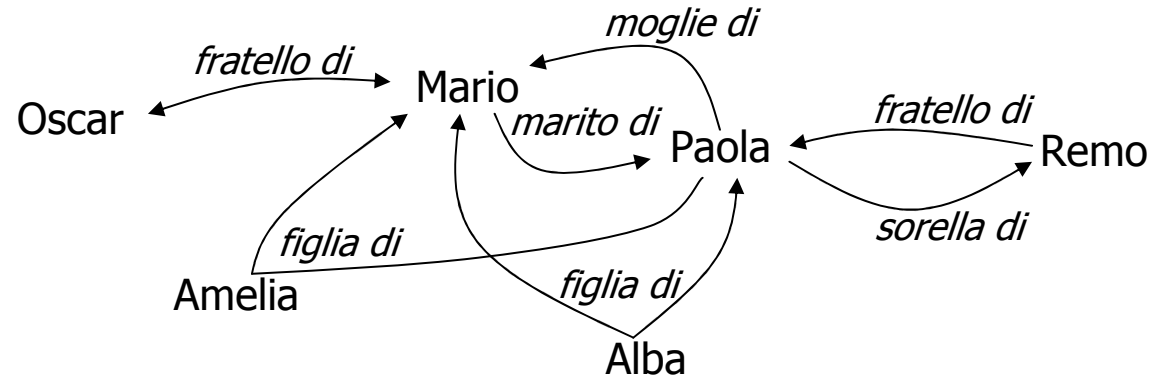 moglie di
fratello di
Mario
Oscar
marito di
fratello di
Paola
Remo
sorella di
figlia di
figlia di
Amelia
Alba